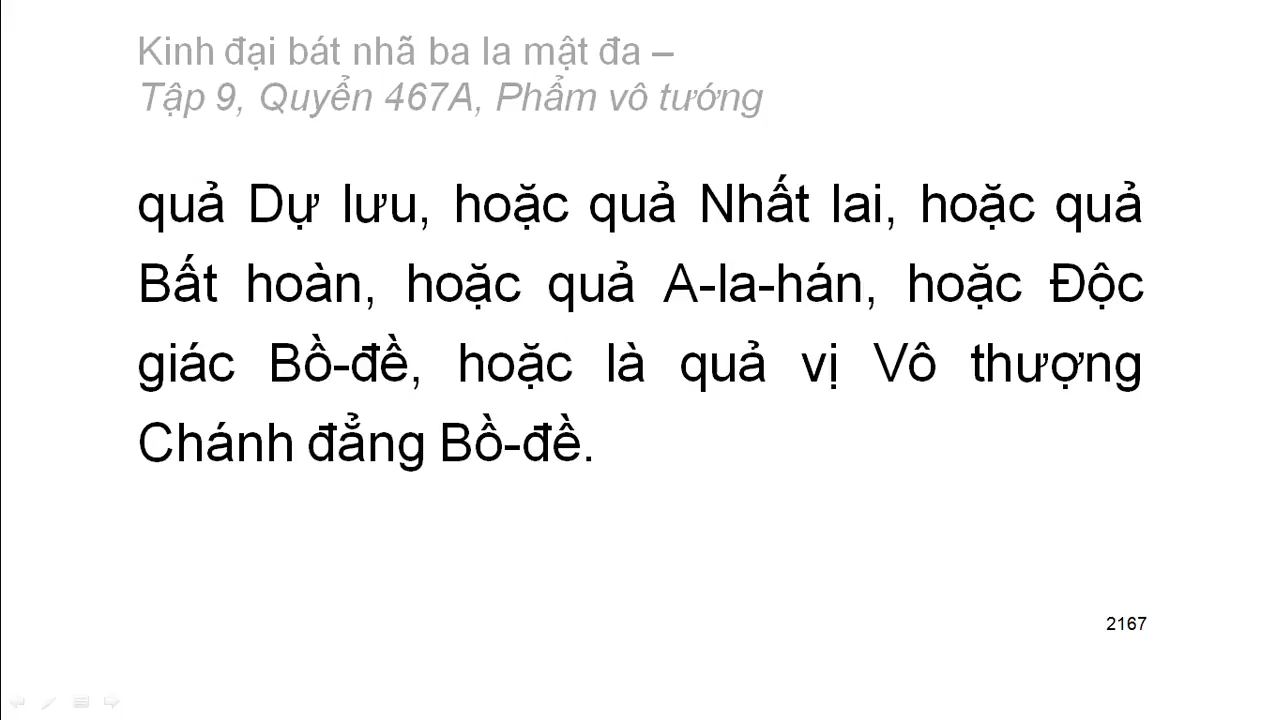 Kinh đại bát nhã ba la mật đa –
Tập 9, Quyển 467A, Phẩm vô tướng
quả Dự lưu, hoặc quả Nhất lai, hoặc quả
Bất hoàn, hoặc quả A-la-hán, hoặc Độc
giác Bồ-đề, hoặc là quả vị Vô thượng
Chánh đẳng Bồ-đề.
2167